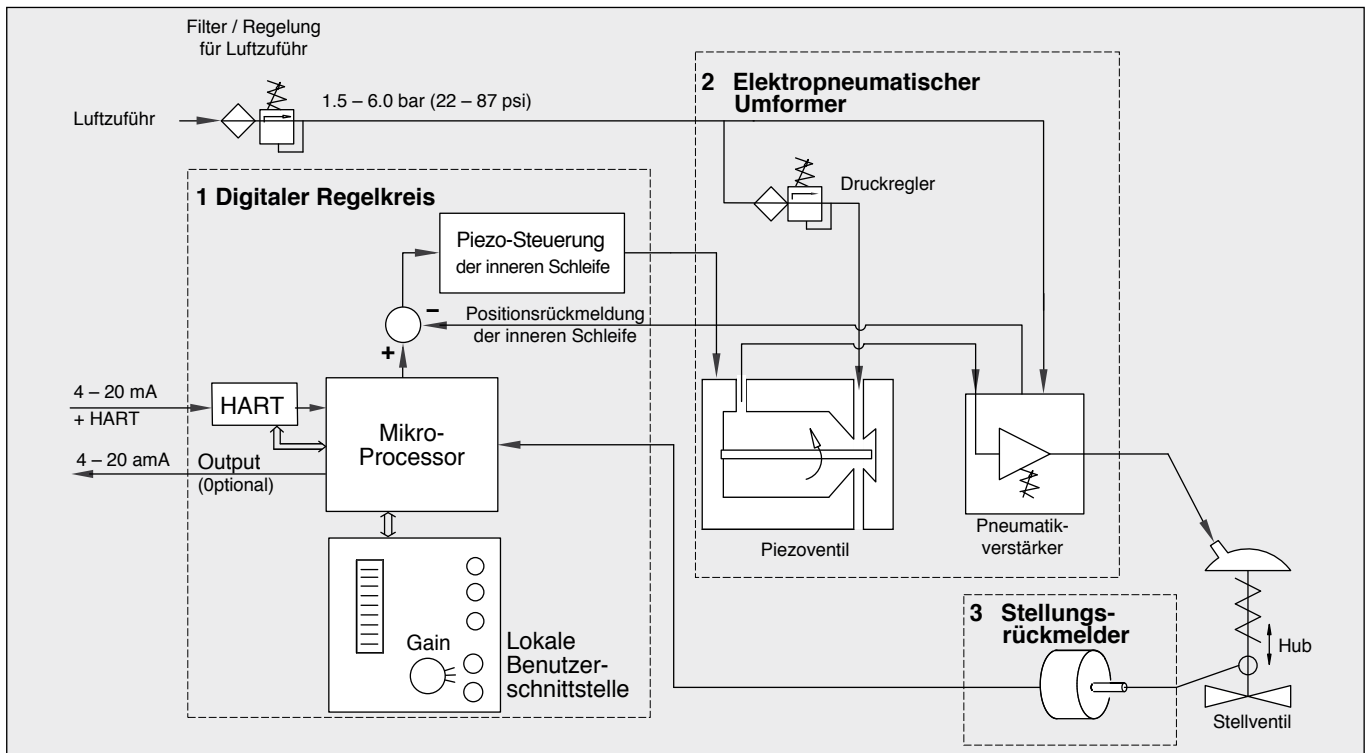 Filter / Regelung
für Luftzuführ
1.5 – 6.0 bar (22 – 87 psi)
Luftzuführ
2 Elektropneumatischer
Umformer
Druckregler
1 Digitaler Regelkreis
Piezo-Steuerung
der inneren Schleife
–
Positionsrückmeldung
der inneren Schleife
+
4 – 20 mA
+ HART
HART
Mikro-
Processor
4 – 20 amA
Output
(0ptional)
Piezoventil
Pneumatik-
verstärker
3 Stellungs-
rückmelder
Hub
Gain
Lokale
Benutzer-
schnittstelle
Stellventil